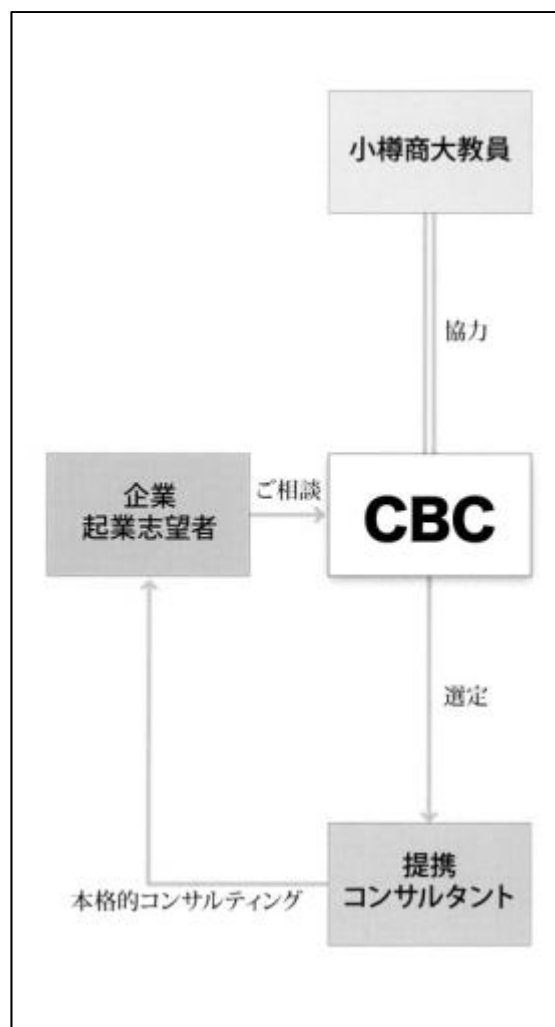 小樽商大教員
協力
企業
起業志望者
ご相談
CBC
選定
提携
コンサルタント
本格的コンサルティング